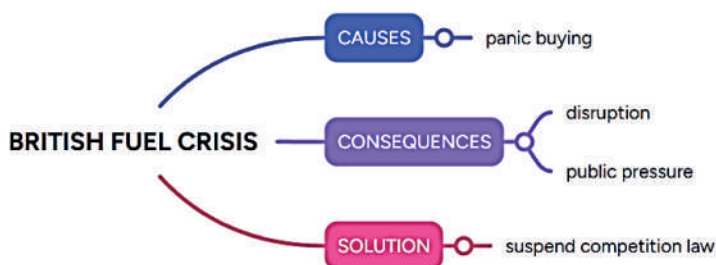 BRITISH FUEL CRISIS
CAUSES
panic buying
CONSEQUENCES
disruption
public pressure
SOLUTION
suspend competition law